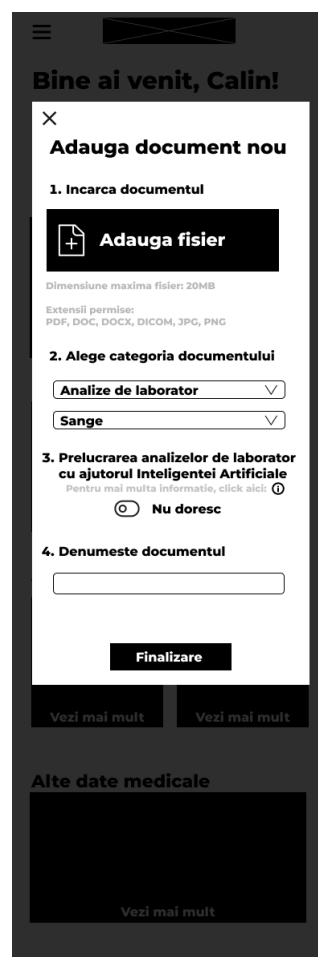 Bine ai venit, Calin!
Adauga document nou
1. Incarca documentul
Adauga fisier
Dimensiune maxima fisier: 20MB
Extensii permise:
PDF, DOC, DOCX, DICOM, JPG, PNG
2. Alege categoria documentului
Analize de laborator
Sange
3. Prelucrarea analizelor de laborator
cu ajutorul Inteligentei Artificiale
Pentru mai multa informatie, click aici:
Nu doresc
4. Denumeste documentul
Finalizare
Vezi mai mult Vezi mai mult
Alte date medicale
Vezi mai mult